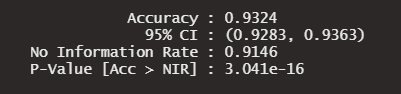 Accuracy : 0.9324
95% CI : (0.9283, 0.9363)
No Information Rate : 0.9146
P-Value [Acc > NIR] : 3.041e-16